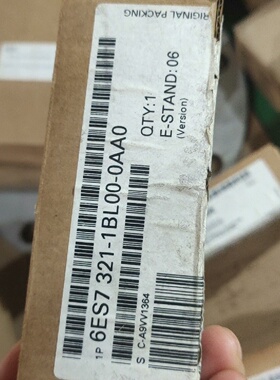 RIGINAL PACKING
1P 6ES7 321-1BL00-0AA0
QTY:1
E-STAND:06
(Version)
S C-A9VV1364